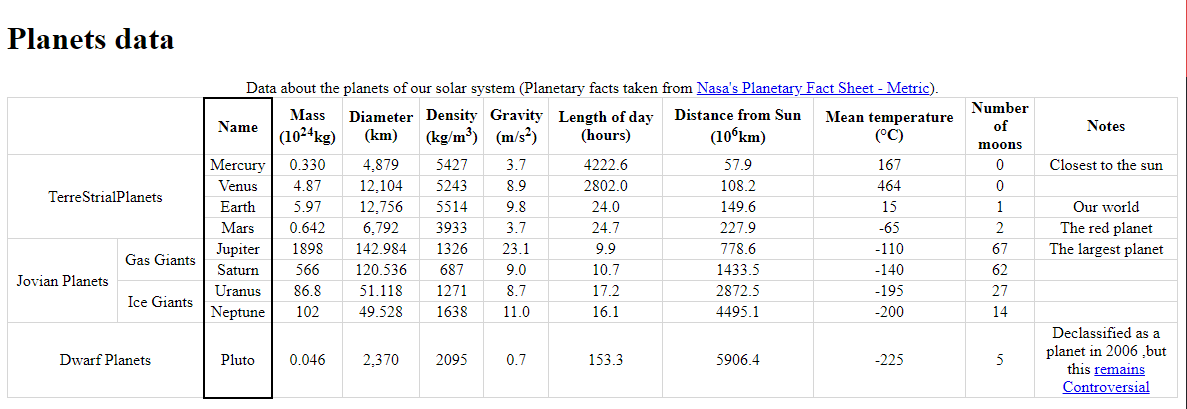 Planets data
Data about the planets of our solar system (Planetary facts taken from Nasa's Planetary Fact Sheet - Metric).
Name Mass (10²⁴kg) Diameter (km) Density (kg/m³) Gravity (m/s²) Length of day (hours) Distance from Sun (10⁶km) Mean temperature (°C) Number of moons Notes
TerreStrialPlanets Mercury 0.330 4,879 5427 3.7 4222.6 57.9 167 0 Closest to the sun
Venus 4.87 12,104 5243 8.9 2802.0 108.2 464 0
Earth 5.97 12,756 5514 9.8 24.0 149.6 15 1 Our world
Mars 0.642 6,792 3933 3.7 24.7 227.9 -65 2 The red planet
Jovian Planets Gas Giants Jupiter 1898 142.984 1326 23.1 9.9 778.6 -110 67 The largest planet
Saturn 566 120.536 687 9.0 10.7 1433.5 -140 62
Ice Giants Uranus 86.8 51.118 1271 8.7 17.2 2872.5 -195 27
Neptune 102 49.528 1638 11.0 16.1 4495.1 -200 14
Dwarf Planets Pluto 0.046 2,370 2095 0.7 153.3 5906.4 -225 5 Declassified as a planet in 2006 ,but this remains Controversial